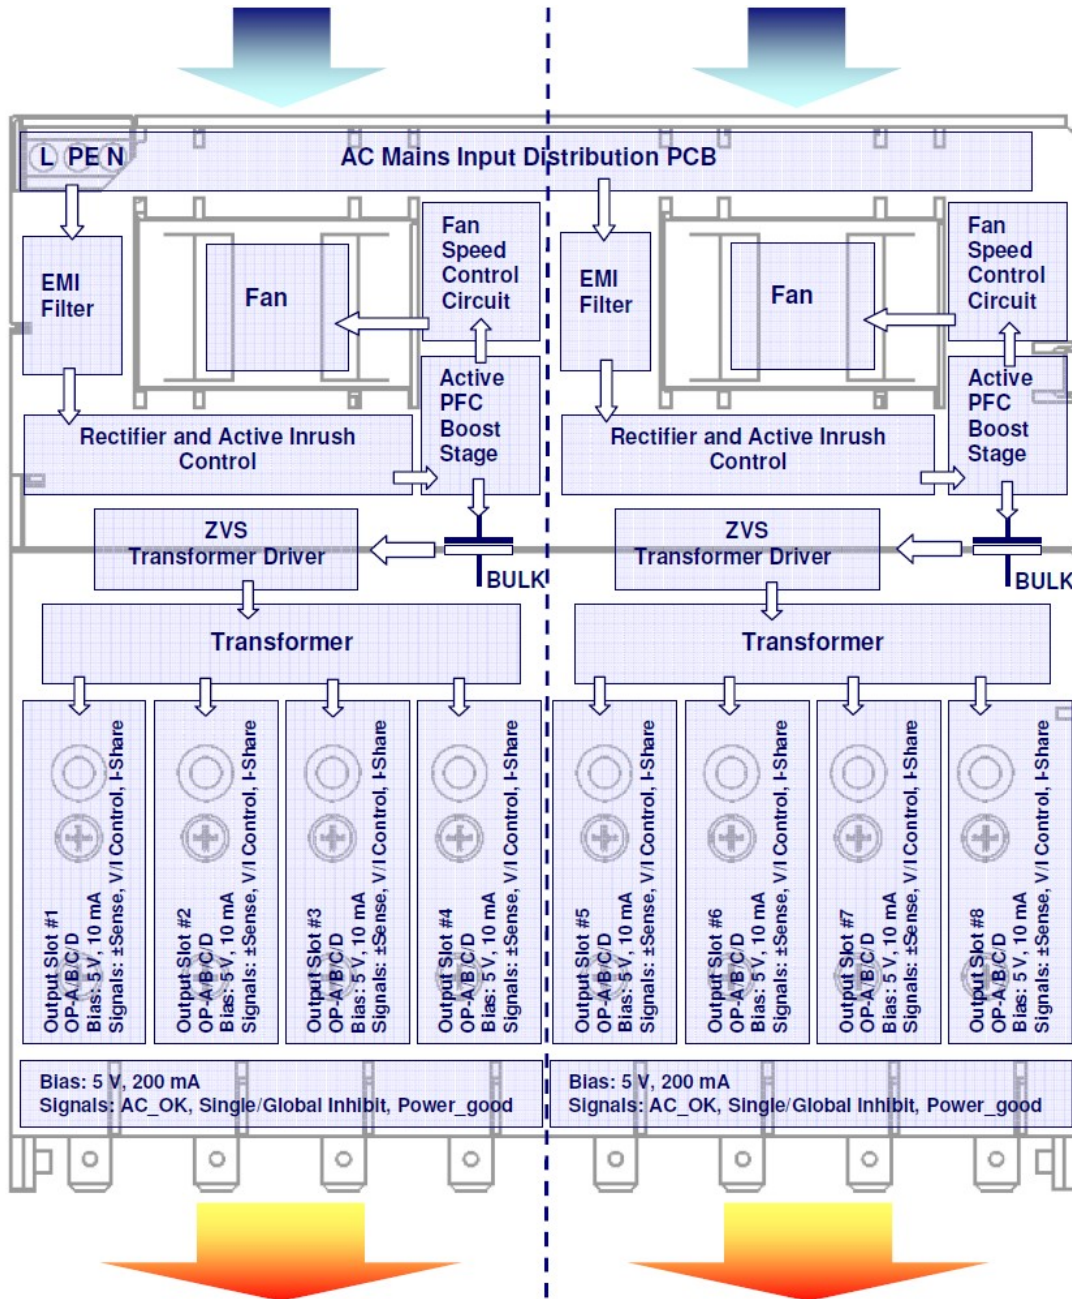 L PE N
AC Mains Input Distribution PCB
EMI
Filter
Fan
Fan
Speed
Control
Circuit
Rectifier and Active Inrush
Control
Active
PFC
Boost
Stage
ZVS
Transformer Driver
BULK
Transformer
Output Slot #1
OP-A/B/C/D
Bias: 5 V, 10 mA
Signals: ±Sense, V/I Control, I-Share
Output Slot #2
OP-A/B/C/D
Bias: 5 V, 10 mA
Signals: ±Sense, V/I Control, I-Share
Output Slot #3
OP-A/B/C/D
Bias: 5 V, 10 mA
Signals: ±Sense, V/I Control, I-Share
Output Slot #4
OP-A/B/C/D
Bias: 5 V, 10 mA
Signals: ±Sense, V/I Control, I-Share
Bias: 5 V, 200 mA
Signals: AC_OK, Single/Global Inhibit, Power_good
EMI
Filter
Fan
Fan
Speed
Control
Circuit
Rectifier and Active Inrush
Control
Active
PFC
Boost
Stage
ZVS
Transformer Driver
BULK
Transformer
Output Slot #5
OP-A/B/C/D
Bias: 5 V, 10 mA
Signals: ±Sense, V/I Control, I-Share
Output Slot #6
OP-A/B/C/D
Bias: 5 V, 10 mA
Signals: ±Sense, V/I Control, I-Share
Output Slot #7
OP-A/B/C/D
Bias: 5 V, 10 mA
Signals: ±Sense, V/I Control, I-Share
Output Slot #8
OP-A/B/C/D
Bias: 5 V, 10 mA
Signals: ±Sense, V/I Control, I-Share
Bias: 5 V, 200 mA
Signals: AC_OK, Single/Global Inhibit, Power_good